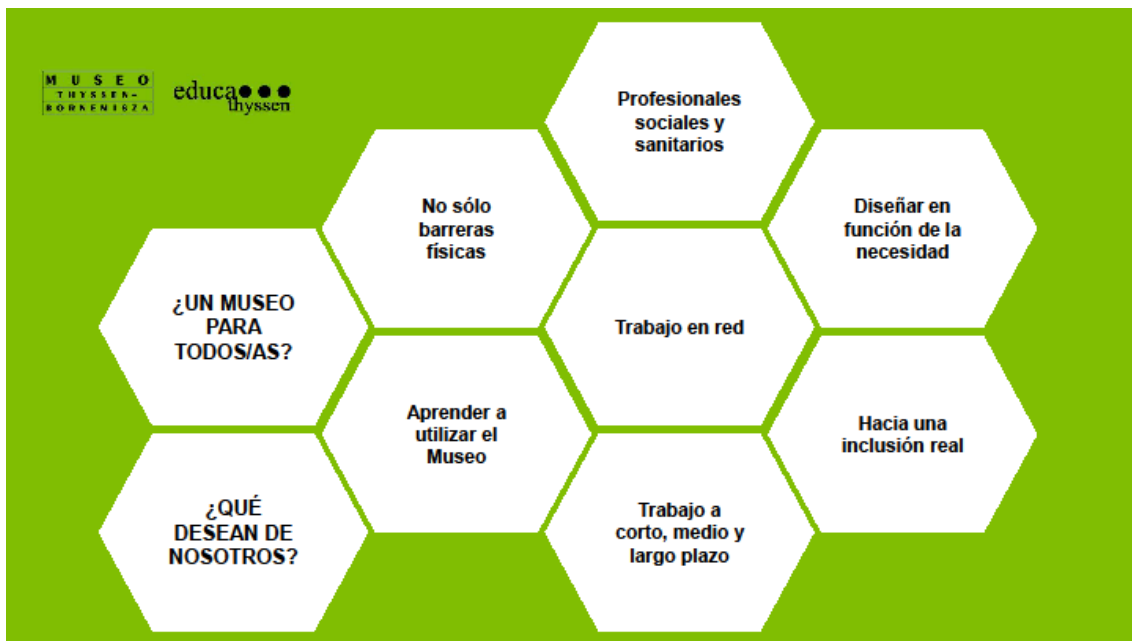 MUSEO
THYSSEN-
BORNEMISZA
educa
thyssen
Profesionales
sociales y
sanitarios
No sólo
barreras
físicas
Diseñar en
función de la
necesidad
¿UN MUSEO
PARA
TODOS/AS?
Trabajo en red
Aprender a
utilizar el
Museo
Hacia una
inclusión real
¿QUÉ
DESEAN DE
NOSOTROS?
Trabajo a
corto, medio y
largo plazo